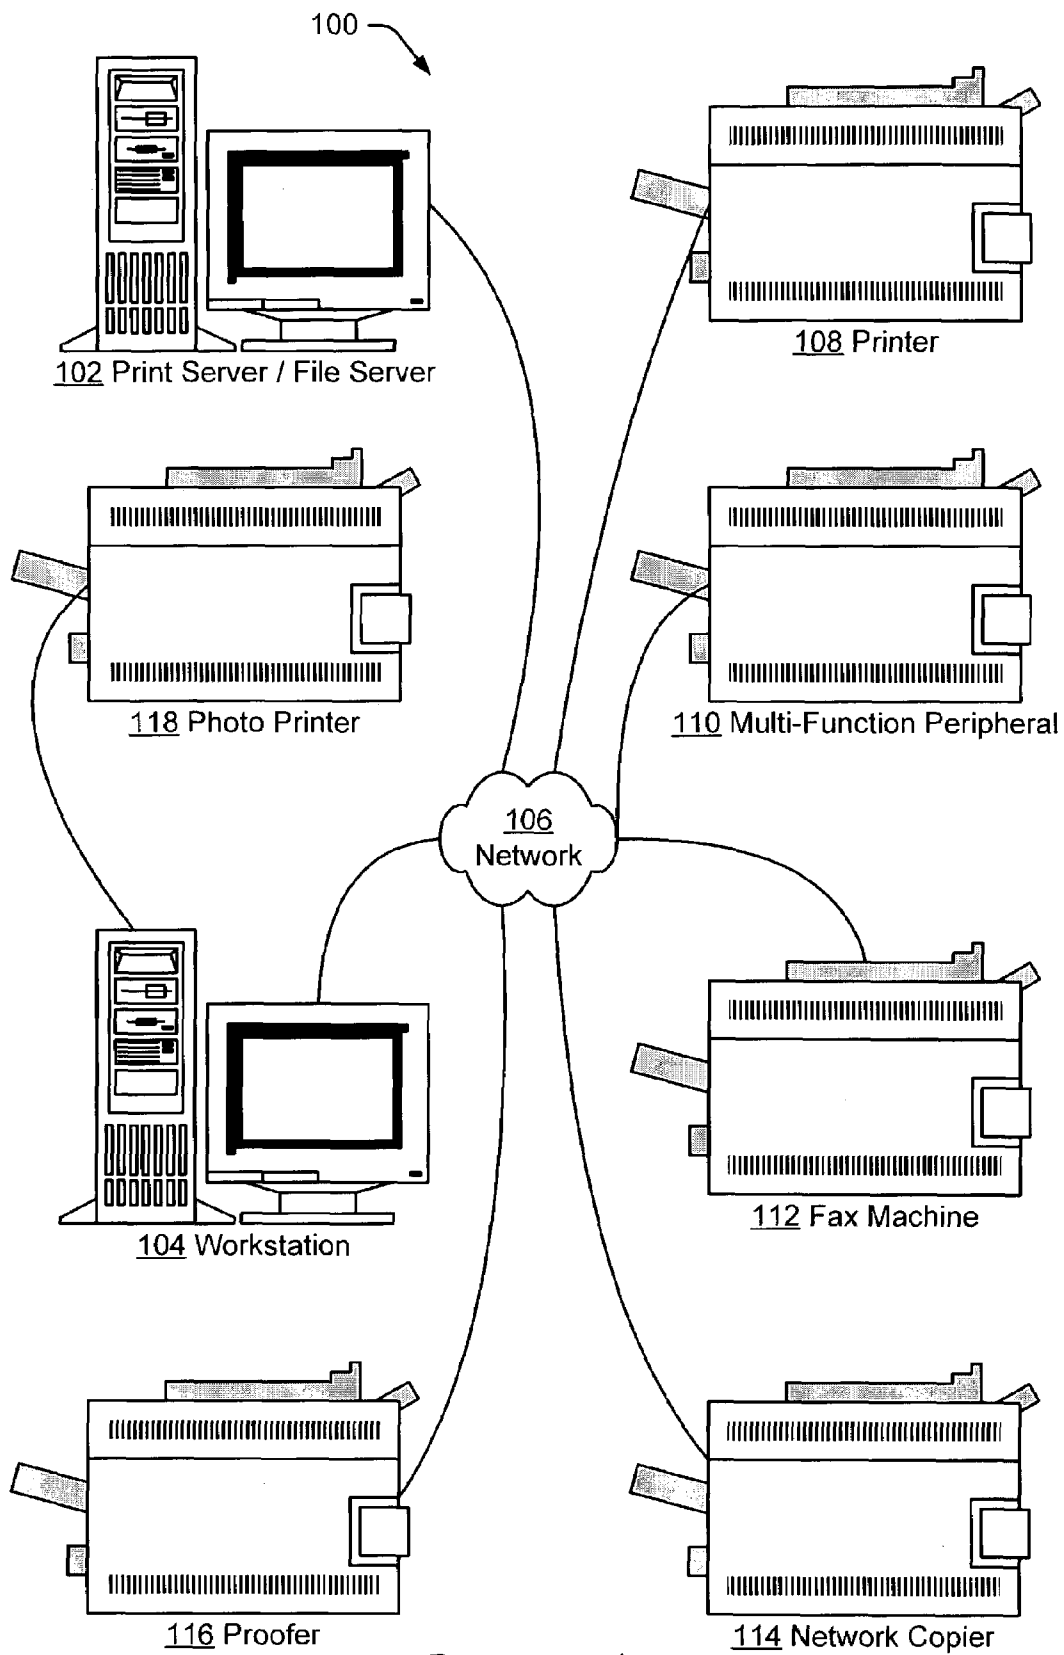 100
102 Print Server / File Server
108 Printer
118 Photo Printer
110 Multi-Function Peripheral
106
Network
104 Workstation
112 Fax Machine
116 Proofer
114 Network Copier